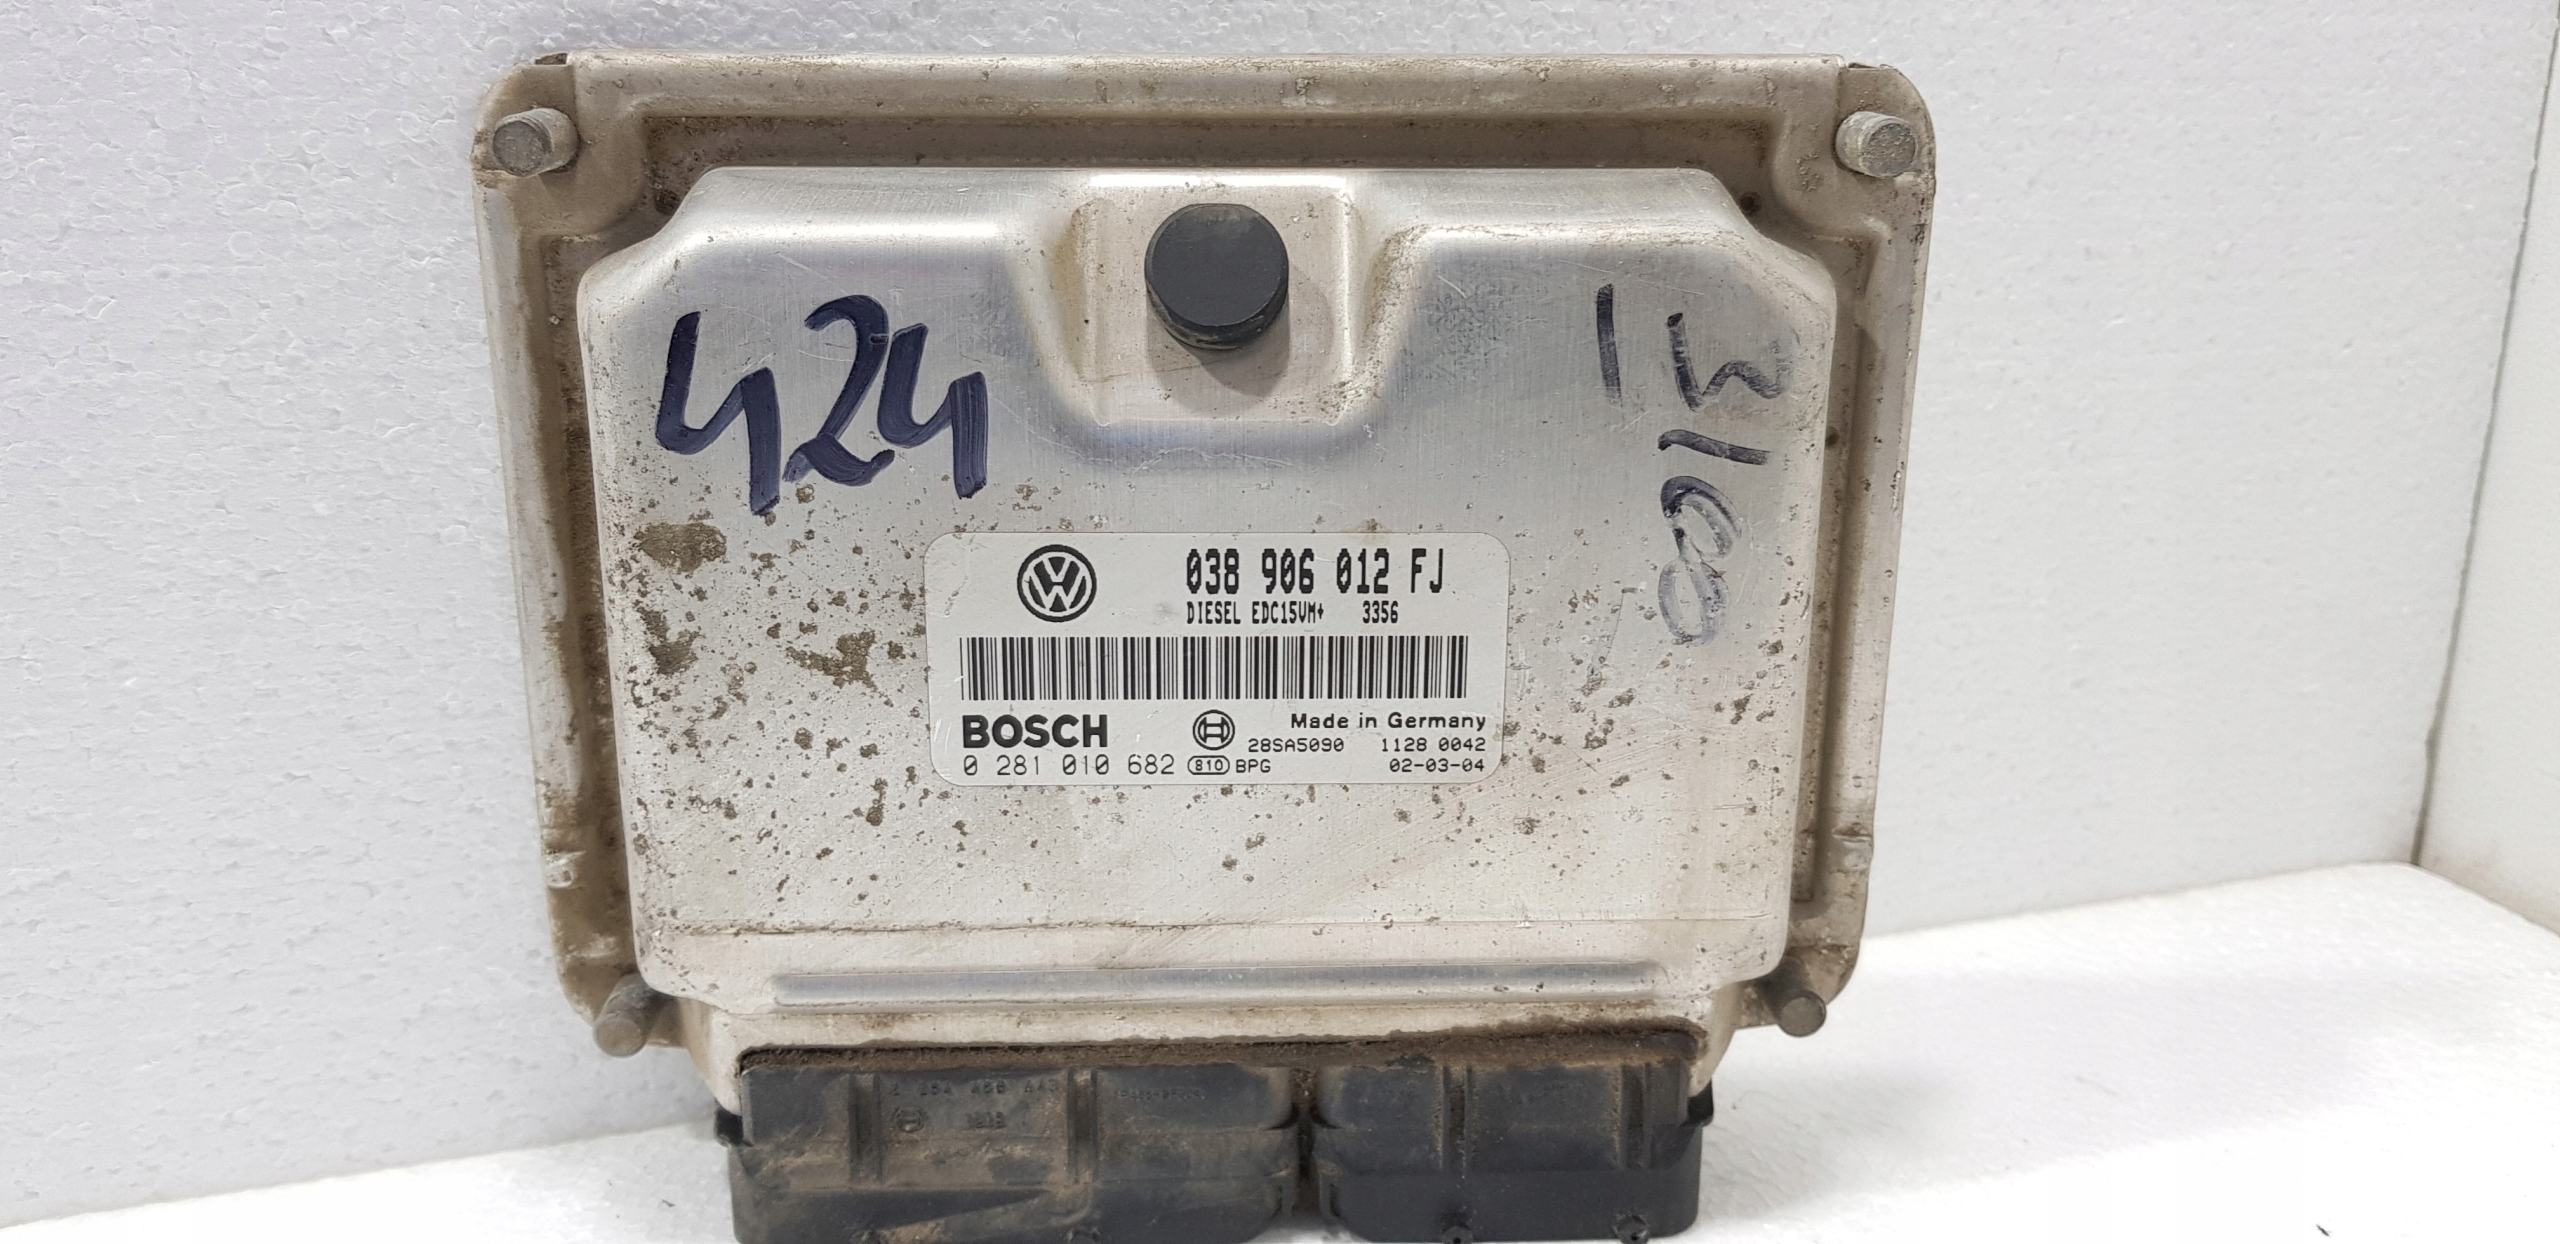 424
038 906 012 FJ
DIESEL EDC15VM+ 3356
BOSCH
Made in Germany
28SA5090 1128 0042
0 281 010 682 810 BPG 02-03-04